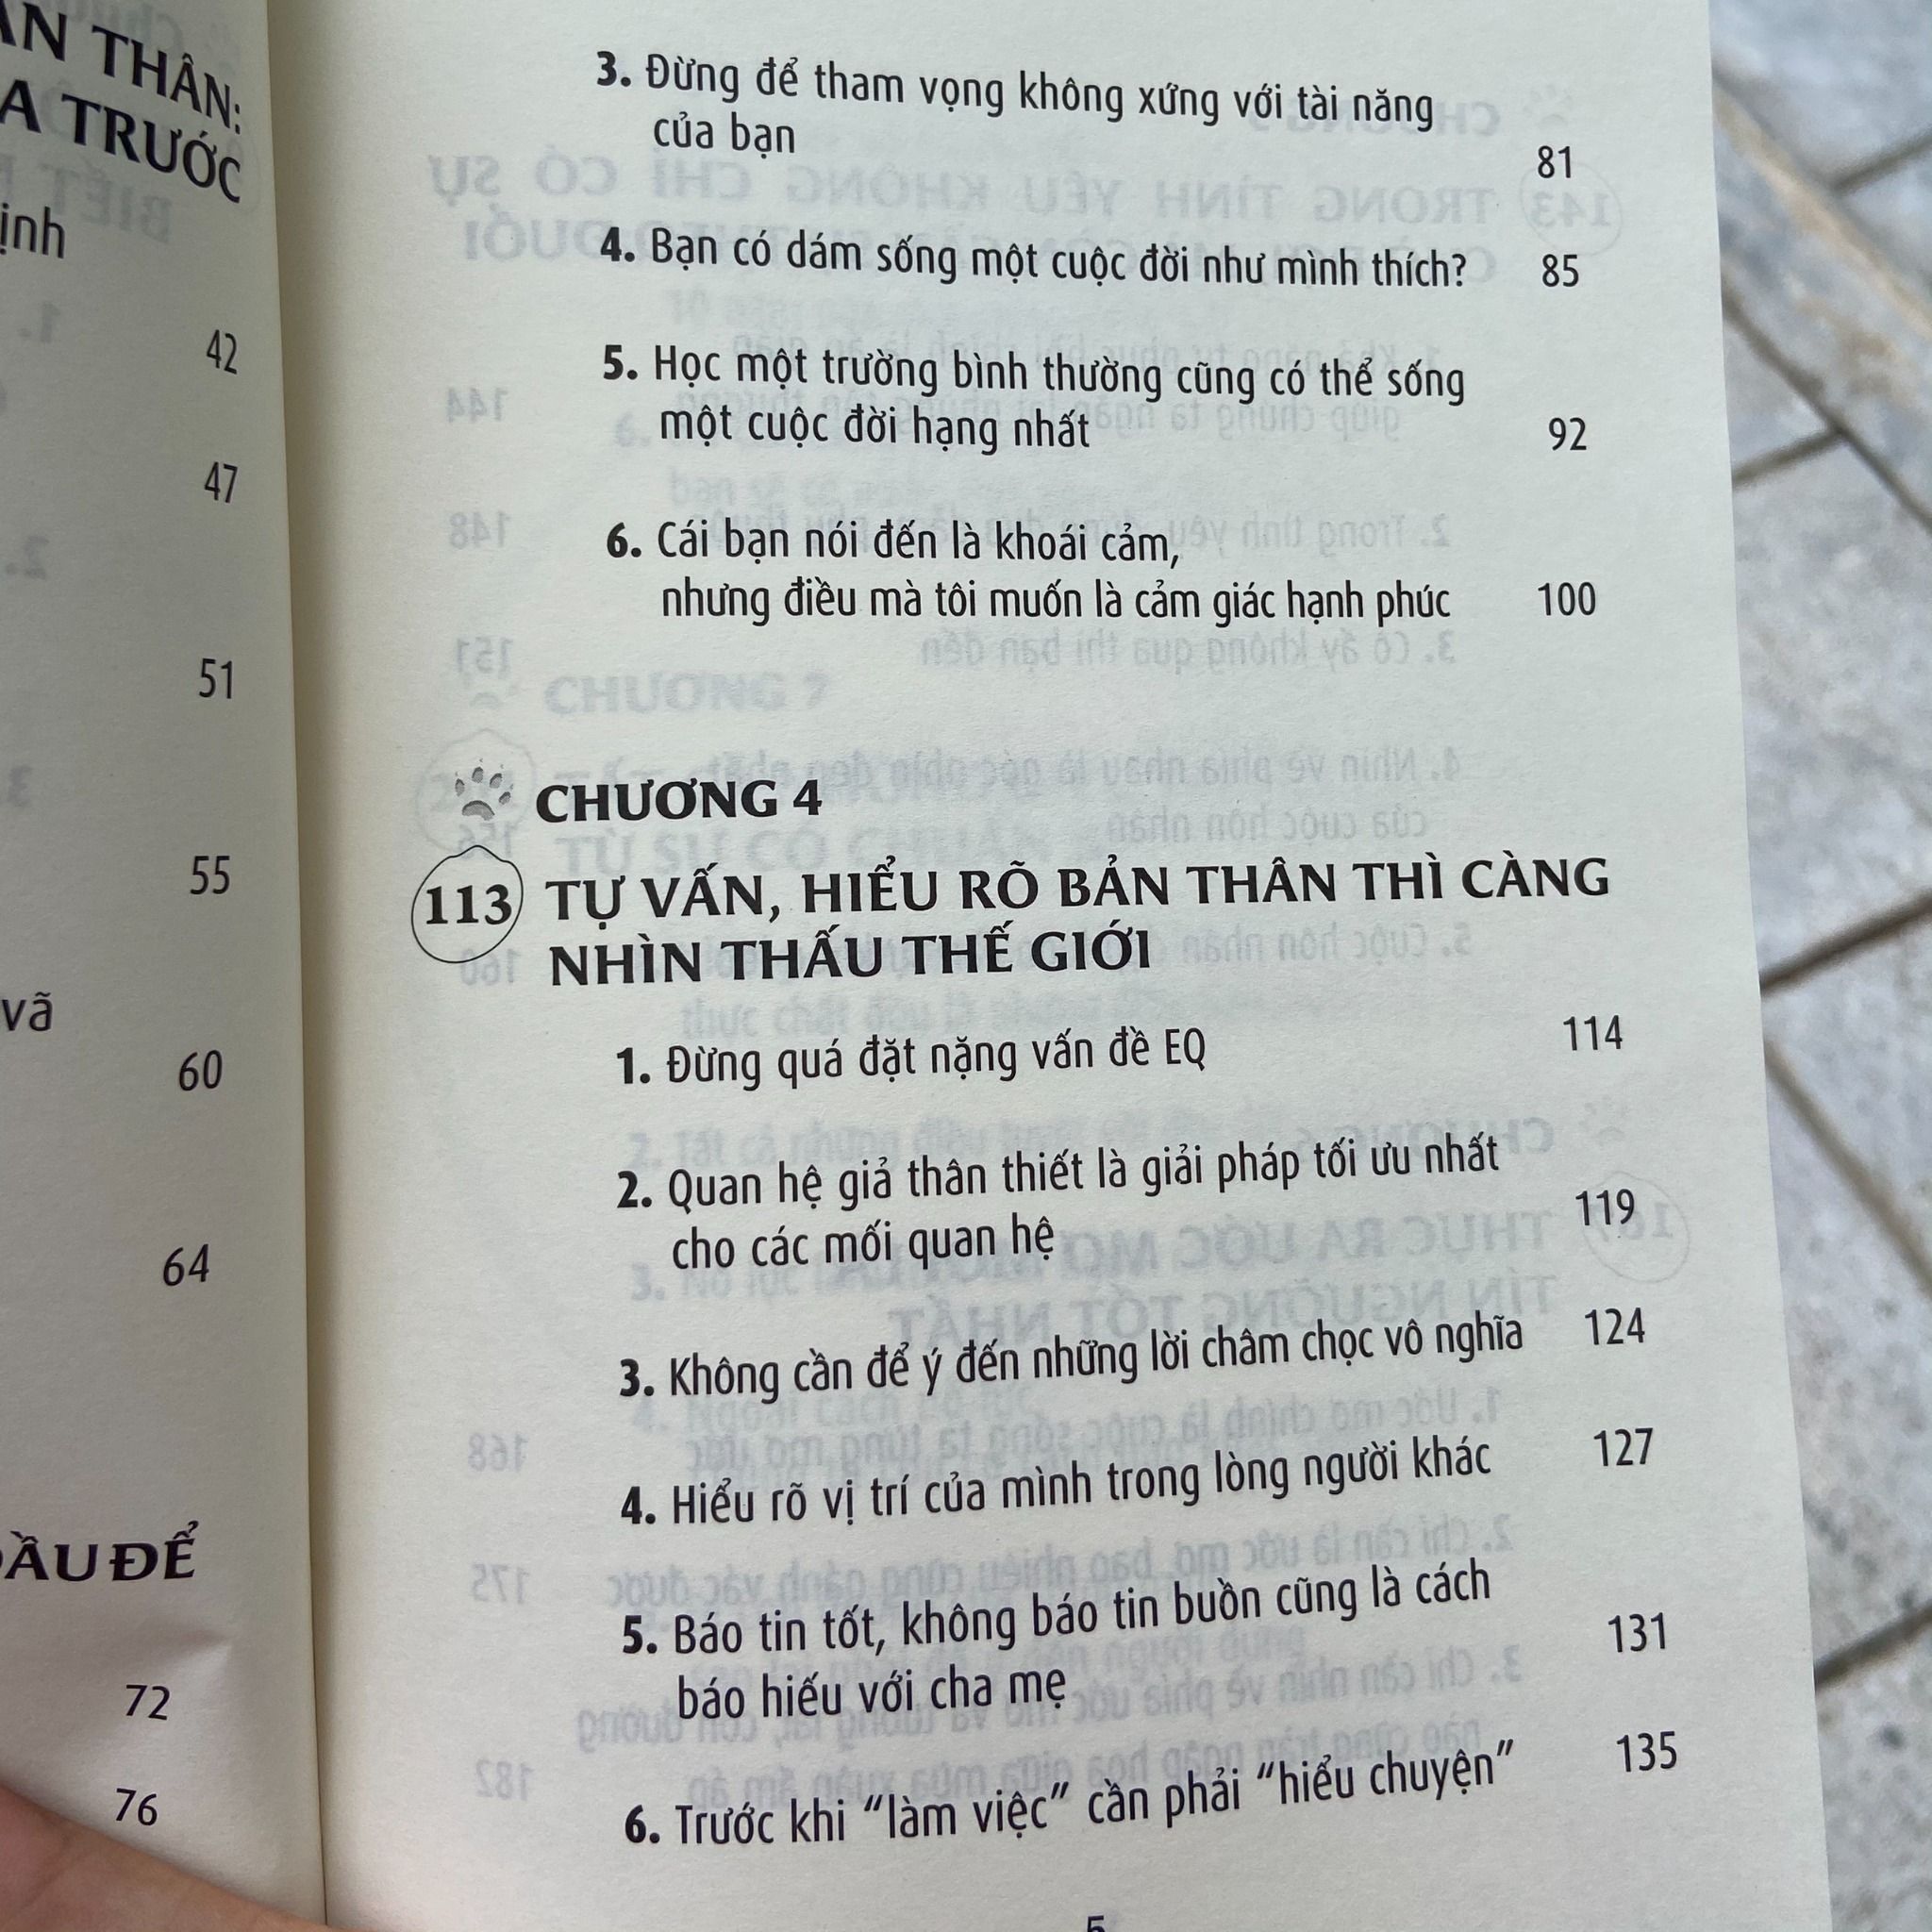 THÂN:
A TRƯỚC
42
47
51
55
vã
60
64
ĐỂ
72
76
3. Đừng để tham vọng không xứng với tài năng
của bạn 81
4. Bạn có dám sống một cuộc đời như mình thích? 85
5. Học một trường bình thường cũng có thể sống
một cuộc đời hạng nhất 92
6. Cái bạn nói đến là khoái cảm,
nhưng điều mà tôi muốn là cảm giác hạnh phúc 100
CHƯƠNG 4
113 TỰ VẤN, HIỂU RÕ BẢN THÂN THÌ CÀNG
NHÌN THẤU THẾ GIỚI
1. Đừng quá đặt nặng vấn đề EQ 114
2. Quan hệ giả thân thiết là giải pháp tối ưu nhất
cho các mối quan hệ 119
3. Không cần để ý đến những lời châm chọc vô nghĩa 124
4. Hiểu rõ vị trí của mình trong lòng người khác 127
5. Báo tin tốt, không báo tin buồn cũng là cách
báo hiếu với cha mẹ 131
6. Trước khi “làm việc” cần phải “hiểu chuyện” 135
5